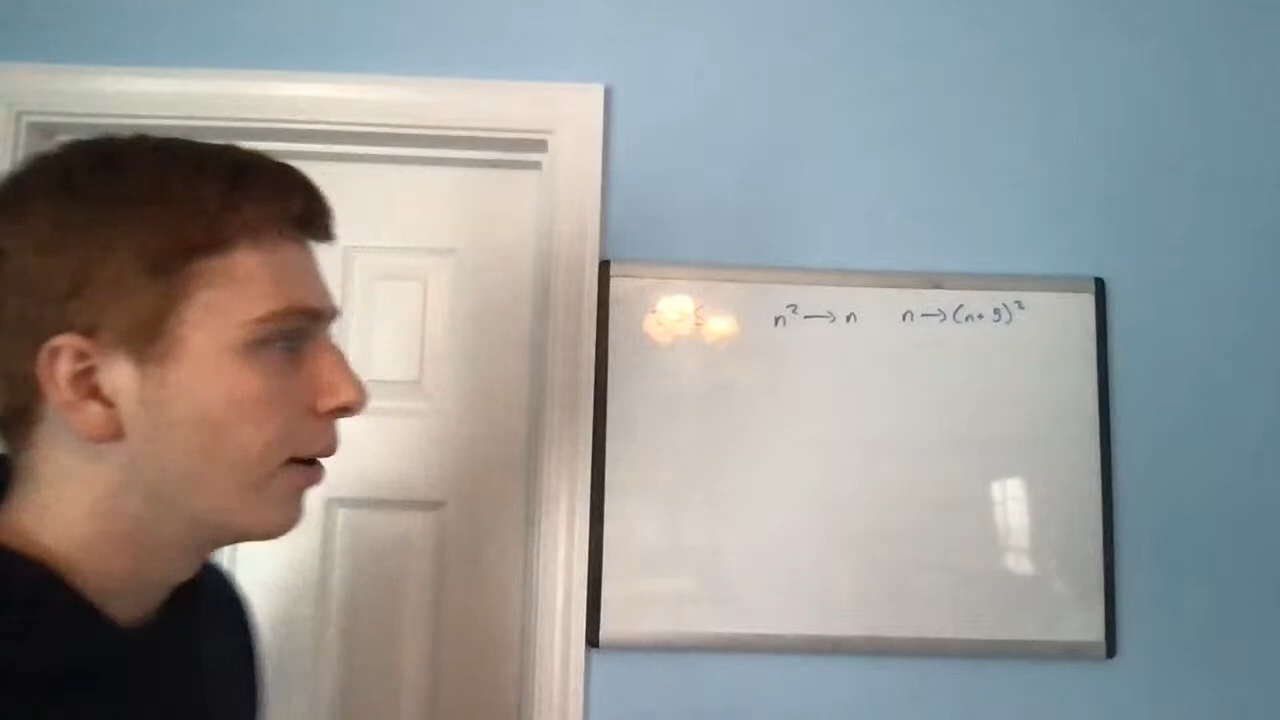 n² → n n → (n+5)²